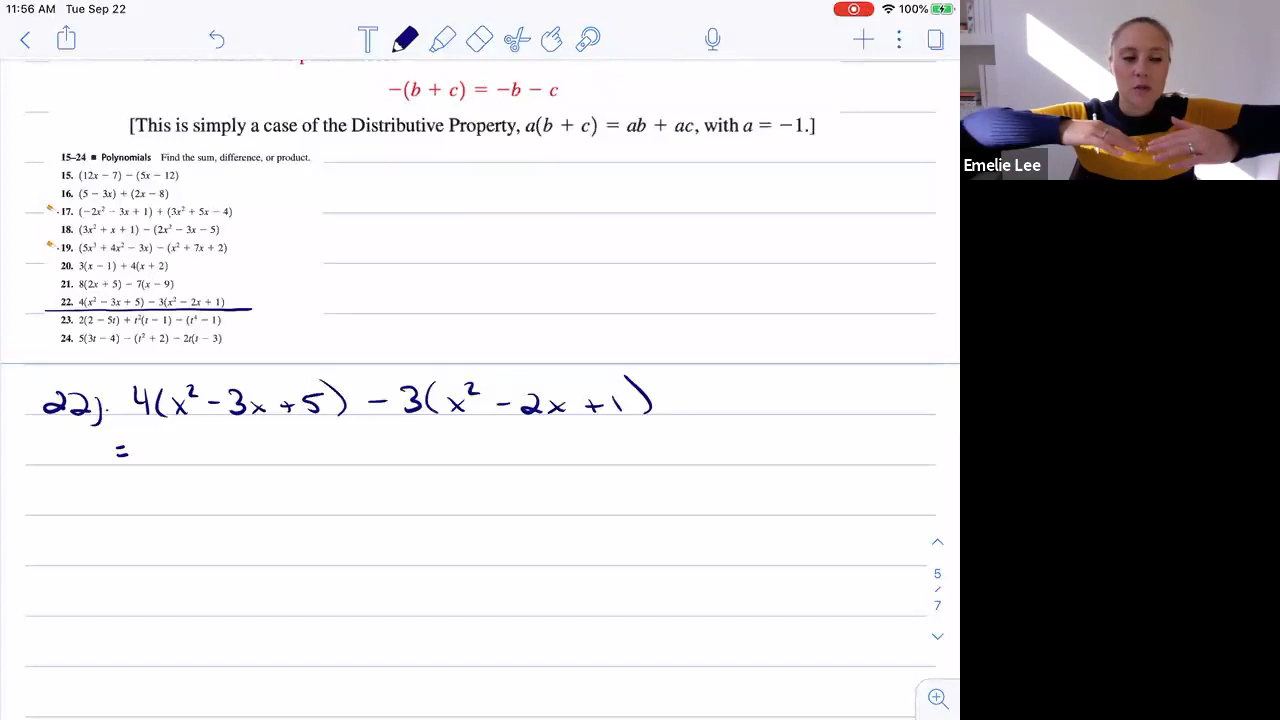 11:56 AM Tue Sep 22
100%
T
−(b + c) = −b − c
[This is simply a case of the Distributive Property, a(b + c) = ab + ac, with a = −1.]
15–24 ■ Polynomials Find the sum, difference, or product.
15. (12x − 7) − (5x − 12)
16. (5 − 3x) + (2x − 8)
17. (−2x² − 3x + 1) + (3x² + 5x − 4)
18. (3x² + x + 1) − (2x² − 3x − 5)
19. (5x³ + 4x² − 3x) − (x² + 7x + 2)
20. 3(x − 1) + 4(x + 2)
21. 8(2x + 5) − 7(x − 9)
22. 4(x² − 3x + 5) − 3(x² − 2x + 1)
23. 2(2 − 5t) + t²(t − 1) − (t⁴ − 1)
24. 5(3t − 4) − (t² + 2) − 2t(t − 3)
22). 4(x² − 3x + 5) − 3(x² − 2x + 1)
=
5
/
7
Emelie Lee